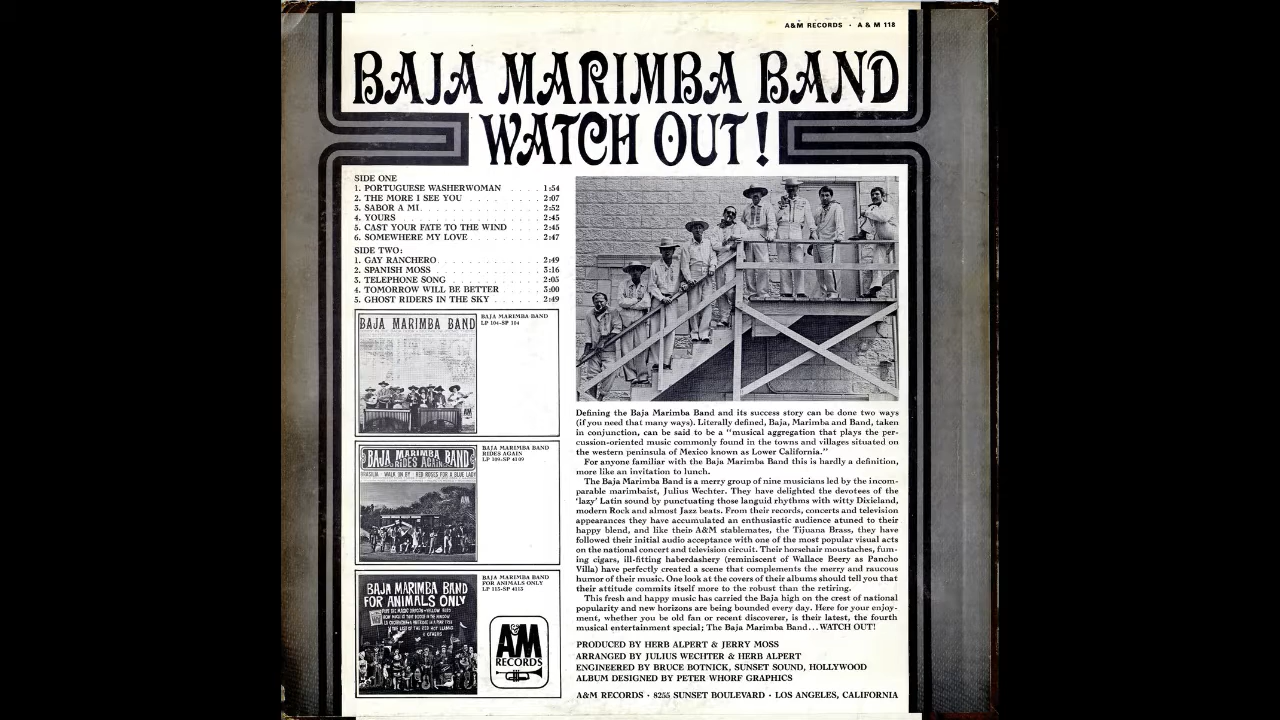 A&M RECORDS · A & M 118
BAJA MARIMBA BAND
WATCH OUT!
SIDE ONE
1. PORTUGUESE WASHERWOMAN . . . . 1:54
2. THE MORE I SEE YOU . . . . 2:07
3. SABOR A MI . . . . 2:52
4. YOURS . . . . 2:45
5. CAST YOUR FATE TO THE WIND . . . . 2:45
6. SOMEWHERE MY LOVE . . . . 2:47
SIDE TWO:
1. GAY RANCHERO . . . . 2:49
2. SPANISH MOSS . . . . 3:16
3. TELEPHONE SONG . . . . 2:05
4. TOMORROW WILL BE BETTER . . . . 3:00
5. GHOST RIDERS IN THE SKY . . . . 2:49
BAJA MARIMBA BAND
BAJA MARIMBA BAND
LP 104-SP 104
BAJA MARIMBA BAND
RIDES AGAIN
BRASILIA · WALK ON BY · RED ROSES FOR A BLUE LADY
AM
BAJA MARIMBA BAND
RIDES AGAIN
LP 109-SP 4109
BAJA MARIMBA BAND
FOR ANIMALS ONLY
& OTHERS
BAJA MARIMBA BAND
FOR ANIMALS ONLY
LP 113-SP 4113
A&M
RECORDS
Defining the Baja Marimba Band and its success story can be done two ways
(if you need that many ways). Literally defined, Baja, Marimba and Band, taken
in conjunction, can be said to be a "musical aggregation that plays the per-
cussion-oriented music commonly found in the towns and villages situated on
the western peninsula of Mexico known as Lower California."
For anyone familiar with the Baja Marimba Band this is hardly a definition,
more like an invitation to lunch.
The Baja Marimba Band is a merry group of nine musicians led by the incom-
parable marimbaist, Julius Wechter. They have delighted the devotees of the
'lazy' Latin sound by punctuating those languid rhythms with witty Dixieland,
modern Rock and almost Jazz beats. From their records, concerts and television
appearances they have accumulated an enthusiastic audience atuned to their
happy blend, and like their A&M stablemates, the Tijuana Brass, they have
followed their initial audio acceptance with one of the most popular visual acts
on the national concert and television circuit. Their horsehair moustaches, fum-
ing cigars, ill-fitting haberdashery (reminiscent of Wallace Beery as Pancho
Villa) have perfectly created a scene that complements the merry and raucous
humor of their music. One look at the covers of their albums should tell you that
their attitude commits itself more to the robust than the retiring.
This fresh and happy music has carried the Baja high on the crest of national
popularity and new horizons are being bounded every day. Here for your enjoy-
ment, whether you be old fan or recent discoverer, is their latest, the fourth
musical entertainment special; The Baja Marimba Band...WATCH OUT!
PRODUCED BY HERB ALPERT & JERRY MOSS
ARRANGED BY JULIUS WECHTER & HERB ALPERT
ENGINEERED BY BRUCE BOTNICK, SUNSET SOUND, HOLLYWOOD
ALBUM DESIGNED BY PETER WHORF GRAPHICS
A&M RECORDS · 8255 SUNSET BOULEVARD · LOS ANGELES, CALIFORNIA